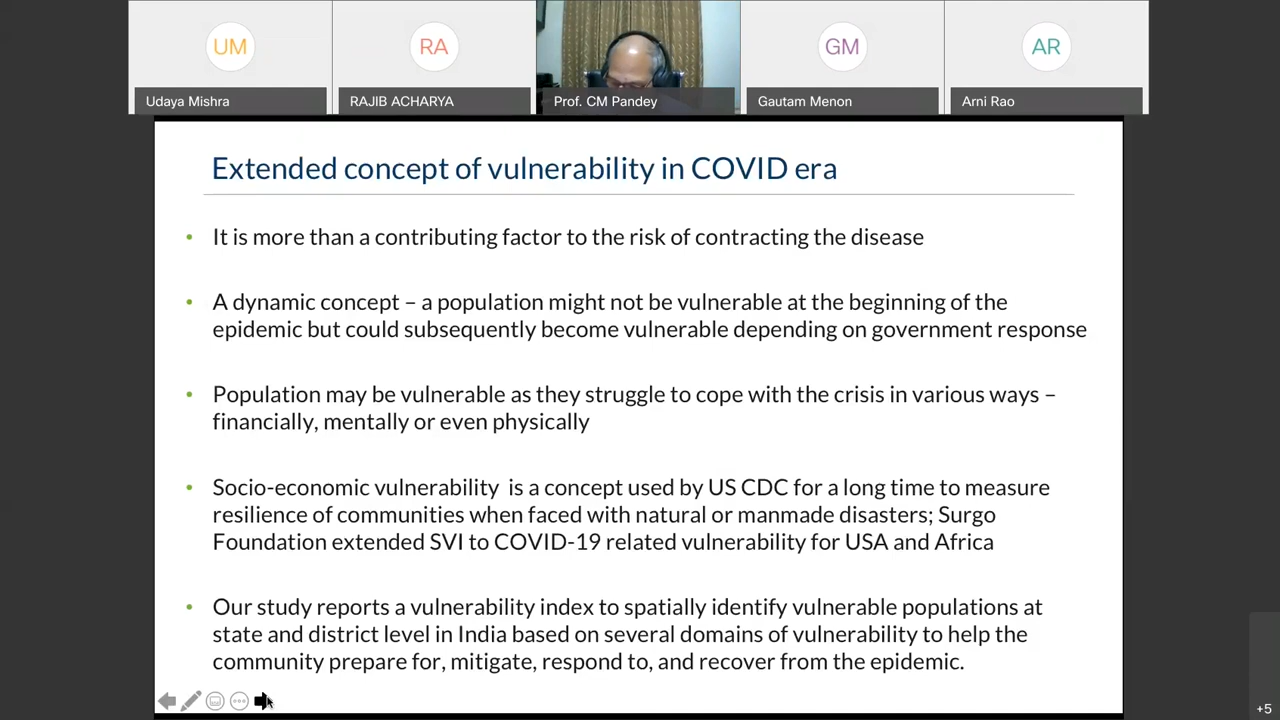 UM
RA
GM
AR
Udaya Mishra
RAJIB ACHARYA
Prof. CM Pandey
Gautam Menon
Arni Rao
Extended concept of vulnerability in COVID era
• It is more than a contributing factor to the risk of contracting the disease
• A dynamic concept – a population might not be vulnerable at the beginning of the
epidemic but could subsequently become vulnerable depending on government response
• Population may be vulnerable as they struggle to cope with the crisis in various ways –
financially, mentally or even physically
• Socio-economic vulnerability is a concept used by US CDC for a long time to measure
resilience of communities when faced with natural or manmade disasters; Surgo
Foundation extended SVI to COVID-19 related vulnerability for USA and Africa
• Our study reports a vulnerability index to spatially identify vulnerable populations at
state and district level in India based on several domains of vulnerability to help the
community prepare for, mitigate, respond to, and recover from the epidemic.
+5